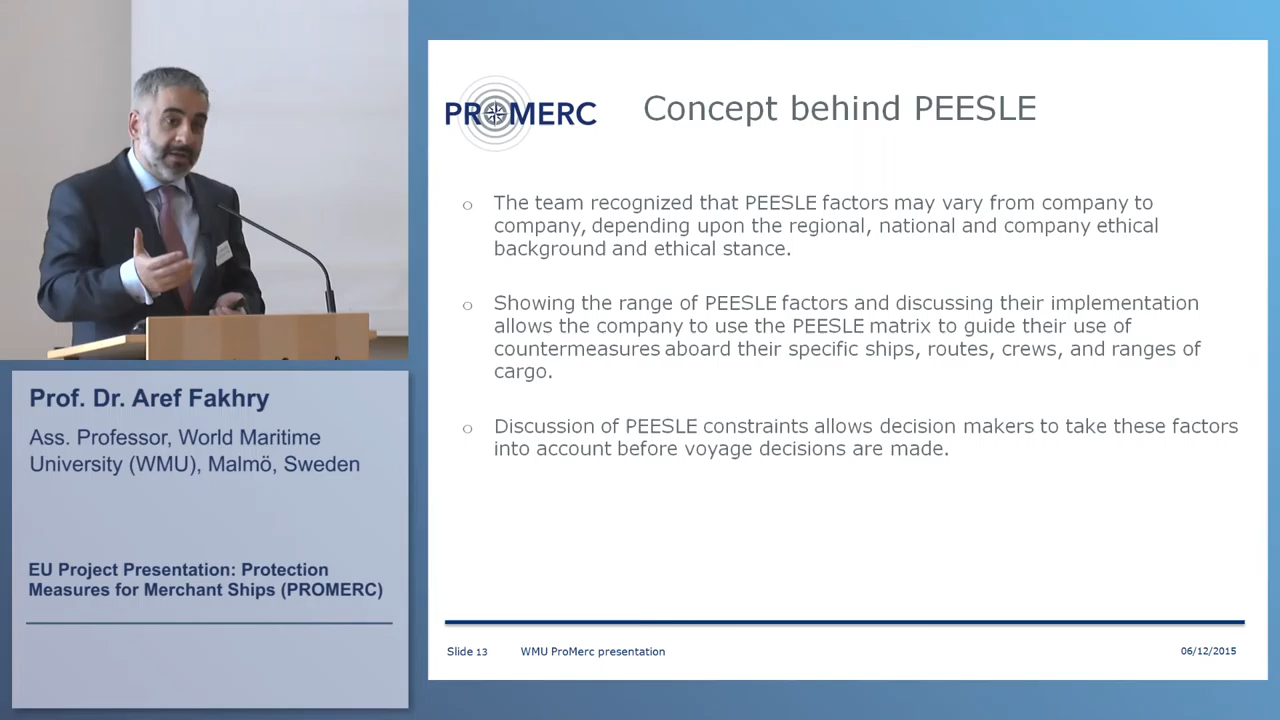 PROMERC
Concept behind PEESLE
o The team recognized that PEESLE factors may vary from company to
company, depending upon the regional, national and company ethical
background and ethical stance.
o Showing the range of PEESLE factors and discussing their implementation
allows the company to use the PEESLE matrix to guide their use of
countermeasures aboard their specific ships, routes, crews, and ranges of
cargo.
o Discussion of PEESLE constraints allows decision makers to take these factors
into account before voyage decisions are made.
Slide 13 WMU ProMerc presentation 06/12/2015
Prof. Dr. Aref Fakhry
Ass. Professor, World Maritime
University (WMU), Malmö, Sweden
EU Project Presentation: Protection
Measures for Merchant Ships (PROMERC)